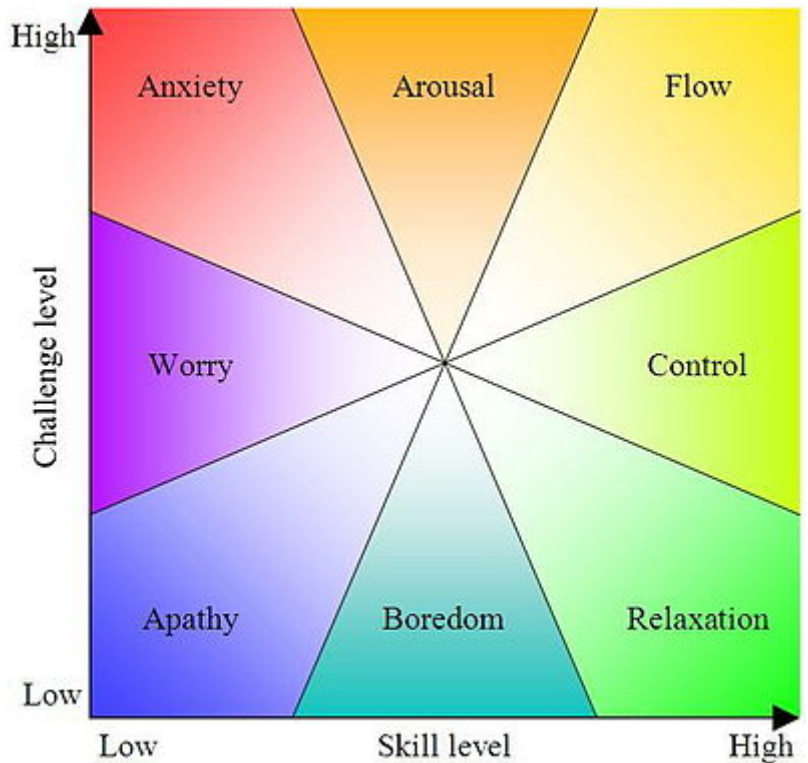 High
Anxiety
Arousal
Flow
Challenge level
Worry
Control
Apathy
Boredom
Relaxation
Low
Low
Skill level
High